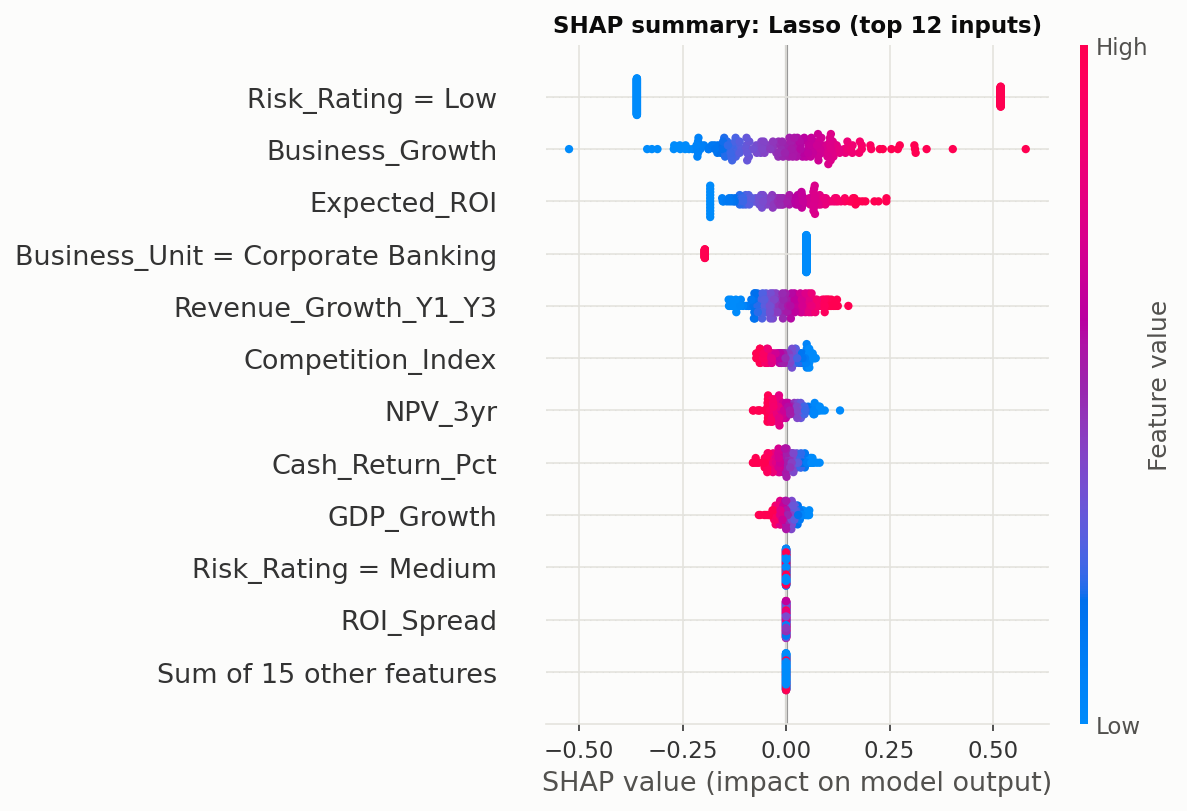 SHAP summary: Lasso (top 12 inputs)
High
Risk_Rating = Low
Business_Growth
Expected_ROI
Business_Unit = Corporate Banking
Revenue_Growth_Y1_Y3
Competition_Index
NPV_3yr
Cash_Return_Pct
GDP_Growth
Risk_Rating = Medium
ROI_Spread
Sum of 15 other features
Feature value
Low
−0.50 −0.25 0.00 0.25 0.50
SHAP value (impact on model output)